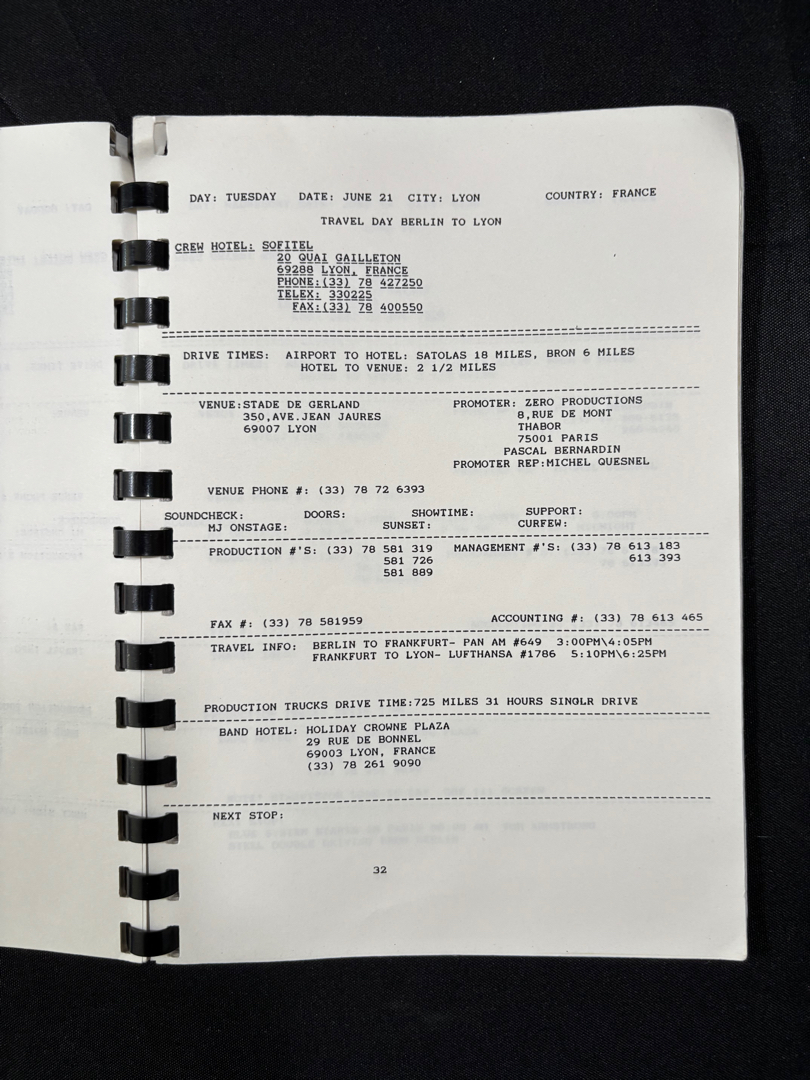 DAY: TUESDAY DATE: JUNE 21 CITY: LYON COUNTRY: FRANCE
TRAVEL DAY BERLIN TO LYON
CREW HOTEL: SOFITEL
20 QUAI GAILLETON
69288 LYON, FRANCE
PHONE:(33) 78 427250
TELEX: 330225
FAX:(33) 78 400550
DRIVE TIMES: AIRPORT TO HOTEL: SATOLAS 18 MILES, BRON 6 MILES
HOTEL TO VENUE: 2 1/2 MILES
VENUE:STADE DE GERLAND PROMOTER: ZERO PRODUCTIONS
350,AVE.JEAN JAURES 8,RUE DE MONT
69007 LYON THABOR
75001 PARIS
PASCAL BERNARDIN
PROMOTER REP:MICHEL QUESNEL
VENUE PHONE #: (33) 78 72 6393
SOUNDCHECK: DOORS: SHOWTIME: SUPPORT:
MJ ONSTAGE: SUNSET: CURFEW:
PRODUCTION #'S: (33) 78 581 319 MANAGEMENT #'S: (33) 78 613 183
581 726 613 393
581 889
FAX #: (33) 78 581959 ACCOUNTING #: (33) 78 613 465
TRAVEL INFO: BERLIN TO FRANKFURT- PAN AM #649 3:00PM\4:05PM
FRANKFURT TO LYON- LUFTHANSA #1786 5:10PM\6:25PM
PRODUCTION TRUCKS DRIVE TIME:725 MILES 31 HOURS SINGLR DRIVE
BAND HOTEL: HOLIDAY CROWNE PLAZA
29 RUE DE BONNEL
69003 LYON, FRANCE
(33) 78 261 9090
NEXT STOP:
32